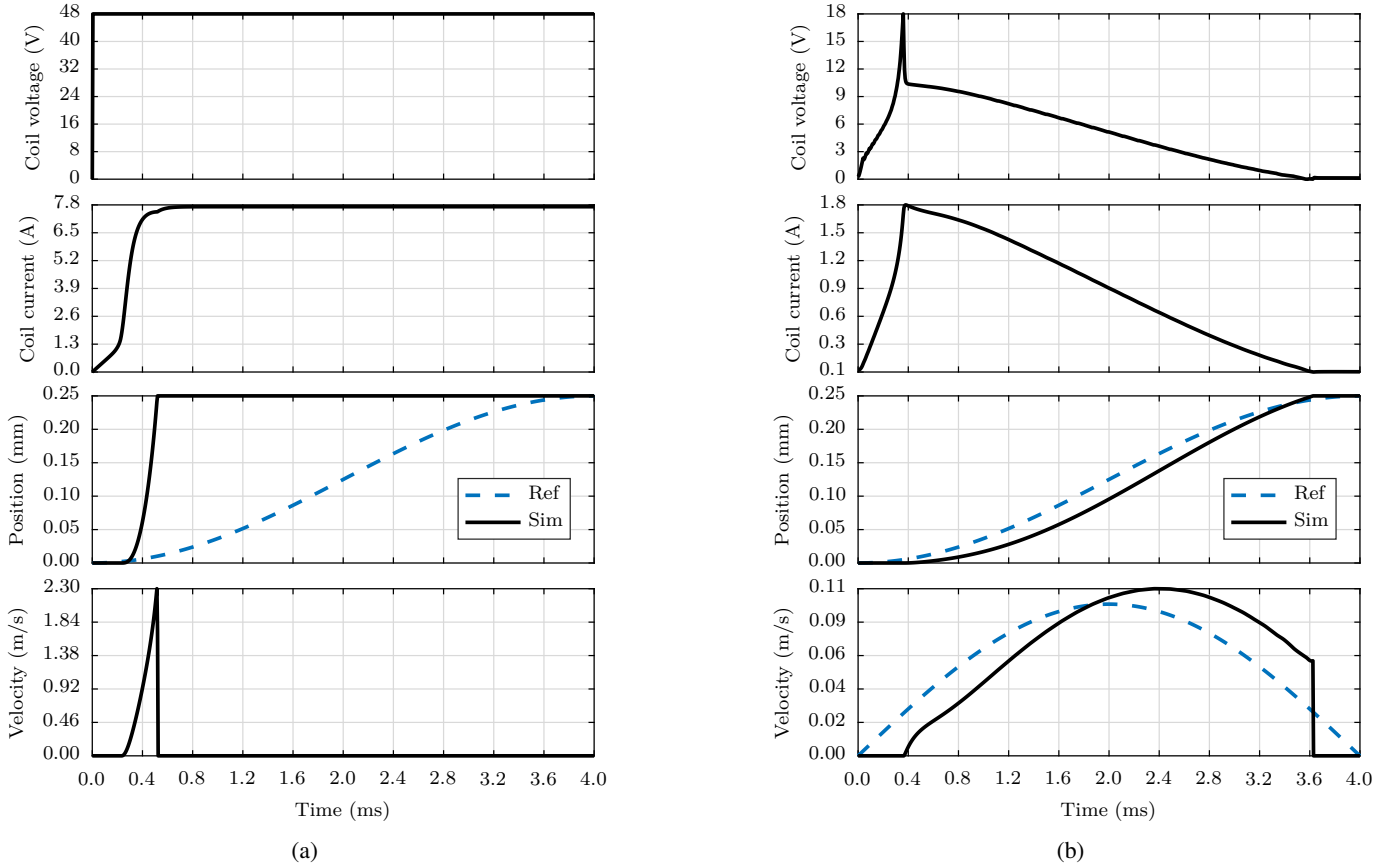 Coil voltage (V)
48
40
32
24
16
8
0
Coil current (A)
7.8
6.5
5.2
3.9
2.6
1.3
0.0
Position (mm)
0.25
0.20
0.15
0.10
0.05
0.00
Ref
Sim
Velocity (m/s)
2.30
1.84
1.38
0.92
0.46
0.00
0.0 0.4 0.8 1.2 1.6 2.0 2.4 2.8 3.2 3.6 4.0
Time (ms)
(a)
Coil voltage (V)
18
15
12
9
6
3
0
Coil current (A)
1.8
1.5
1.2
0.9
0.6
0.3
0.1
Position (mm)
0.25
0.20
0.15
0.10
0.05
0.00
Ref
Sim
Velocity (m/s)
0.11
0.09
0.06
0.04
0.02
0.00
0.0 0.4 0.8 1.2 1.6 2.0 2.4 2.8 3.2 3.6 4.0
Time (ms)
(b)